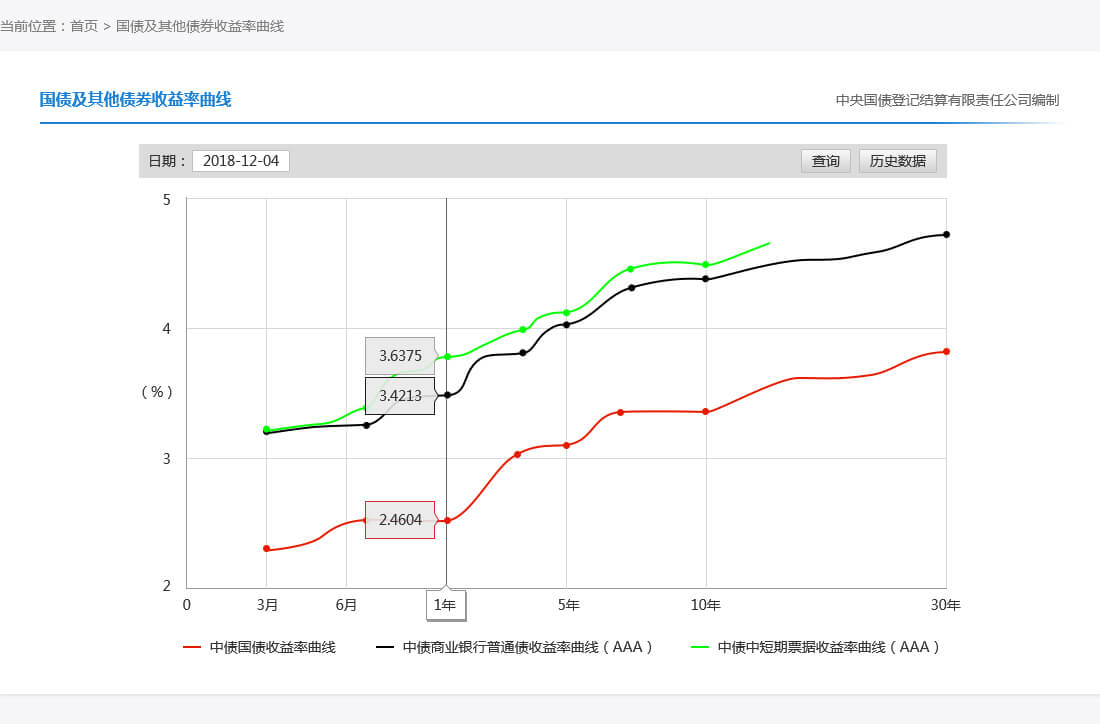 当前位置：首页 > 国债及其他债券收益率曲线
国债及其他债券收益率曲线
中央国债登记结算有限责任公司编制
日期： 2018-12-04 查询 历史数据
5
4
3.6375
3.4213
( % )
3
2.4604
2
0 3月 6月 1年 5年 10年 30年
中债国债收益率曲线 中债商业银行普通债收益率曲线 ( AAA ) 中债中短期票据收益率曲线 ( AAA )